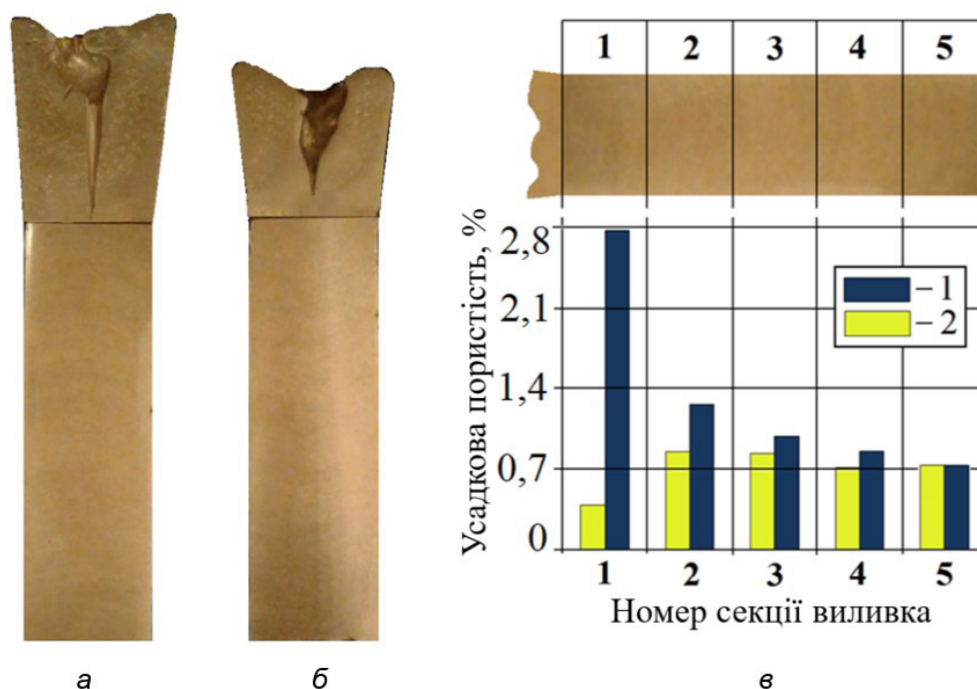 1 2 3 4 5
Усадкова пористість, %
2,8
2,1
1,4
0,7
0
– 1
– 2
1 2 3 4 5
Номер секції виливка
а б в